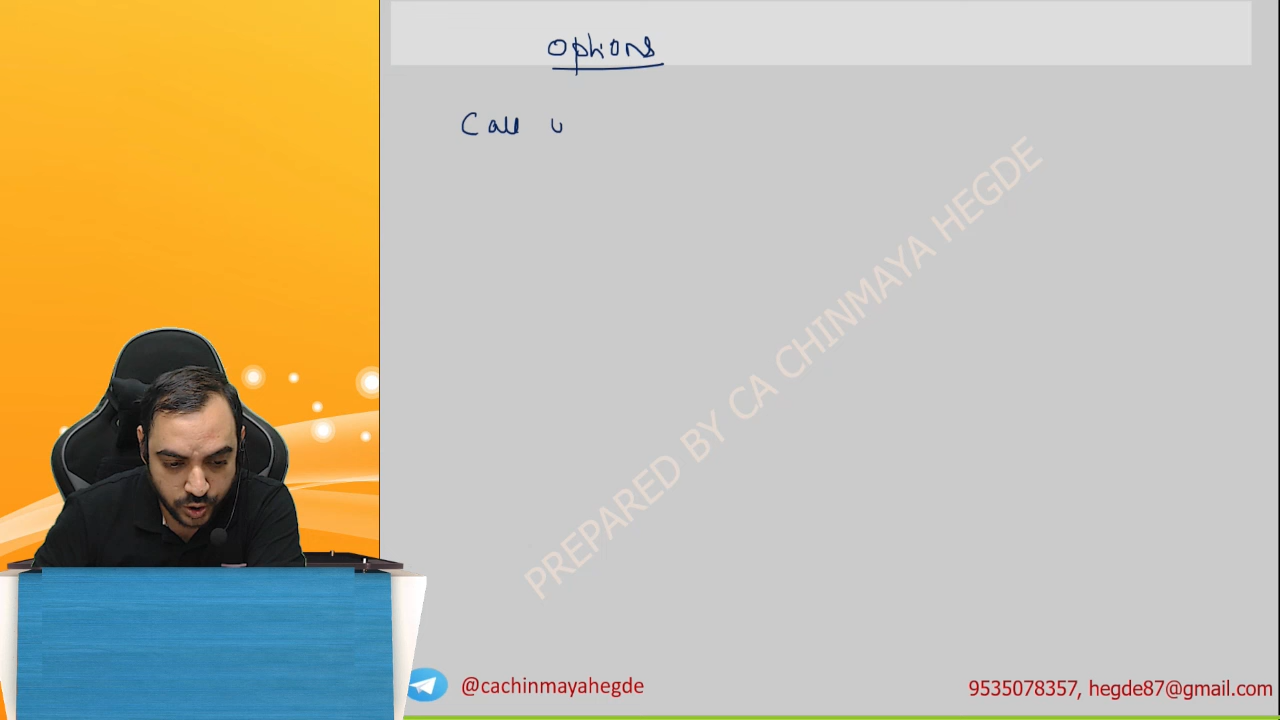 Options
Call
PREPARED BY CA CHINMAYA HEGDE
@cachinmayahegde
9535078357, hegde87@gmail.com